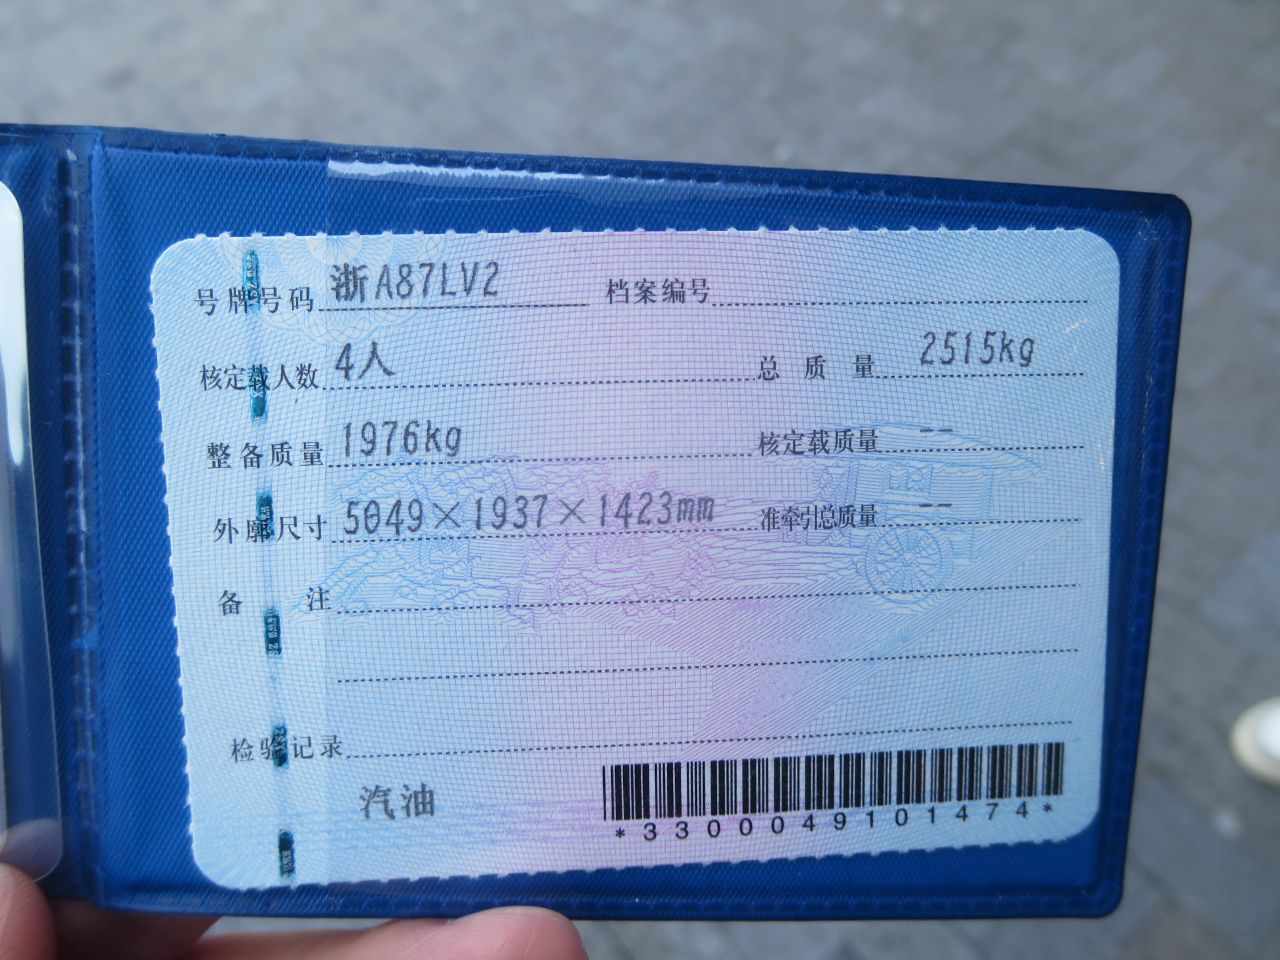 号牌号码 浙A87LV2 档案编号
核定载人数 4人 总质量 2515kg
整备质量 1976kg 核定载质量 --
外廓尺寸 5049×1937×1423mm 准牵引总质量 --
备注
检验记录
汽油
*3300049101474*